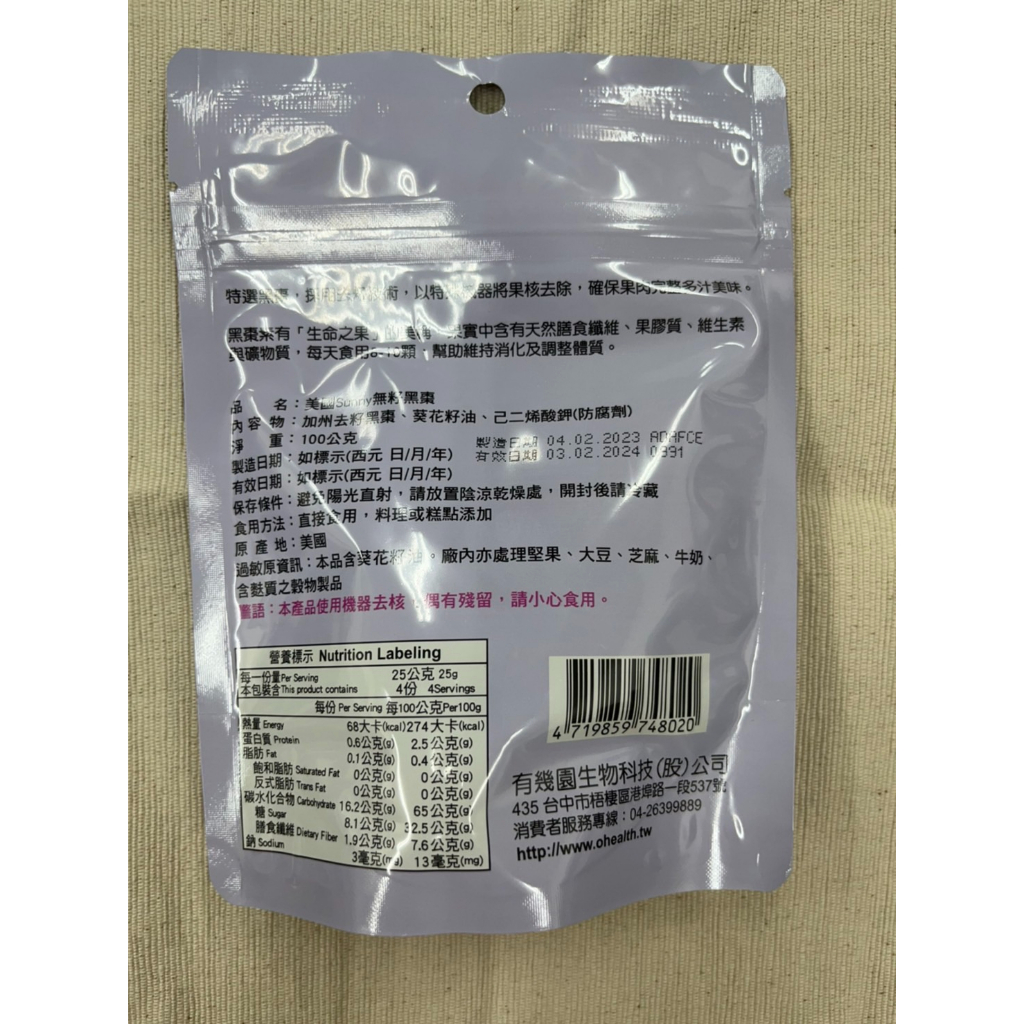 特選黑棗，採用去核技術，以特殊機器將果核去除，確保果肉完整多汁美味。
黑棗素有「生命之果」的美稱，果實中含有天然膳食纖維、果膠質、維生素
與礦物質，每天食用8-10顆，幫助維持消化及調整體質。
品 名：美國Sunny無籽黑棗
內 容 物：加州去籽黑棗、葵花籽油、己二烯酸鉀(防腐劑)
淨 重：100公克
製造日期 04.02.2023 ADAFCE
製造日期：如標示(西元 日/月/年)
有效日期 03.02.2024 0391
有效日期：如標示(西元 日/月/年)
保存條件：避免陽光直射，請放置陰涼乾燥處，開封後請冷藏
食用方法：直接食用，料理或糕點添加
原 產 地：美國
過敏原資訊：本品含葵花籽油。廠內亦處理堅果、大豆、芝麻、牛奶、
含麩質之穀物製品
警語：本產品使用機器去核，偶有殘留，請小心食用。
營養標示 Nutrition Labeling
每一份量Per Serving 25公克 25g
本包裝含This product contains 4份 4Servings
每份 Per Serving 每100公克Per100g
熱量 Energy 68大卡(kcal) 274大卡(kcal)
蛋白質 Protein 0.6公克(g) 2.5公克(g)
脂肪 Fat 0.1公克(g) 0.4公克(g)
飽和脂肪 Saturated Fat 0公克(g) 0公克(g)
反式脂肪 Trans Fat 0公克(g) 0公克(g)
碳水化合物 Carbohydrate 16.2公克(g) 65公克(g)
糖 Sugar 8.1公克(g) 32.5公克(g)
膳食纖維 Dietary Fiber 1.9公克(g) 7.6公克(g)
鈉 Sodium 3毫克(mg) 13毫克(mg)
4 719859 748020
有幾園生物科技(股)公司
435 台中市梧棲區港埠路一段537號
消費者服務專線：04-26399889
http://www.ohealth.tw